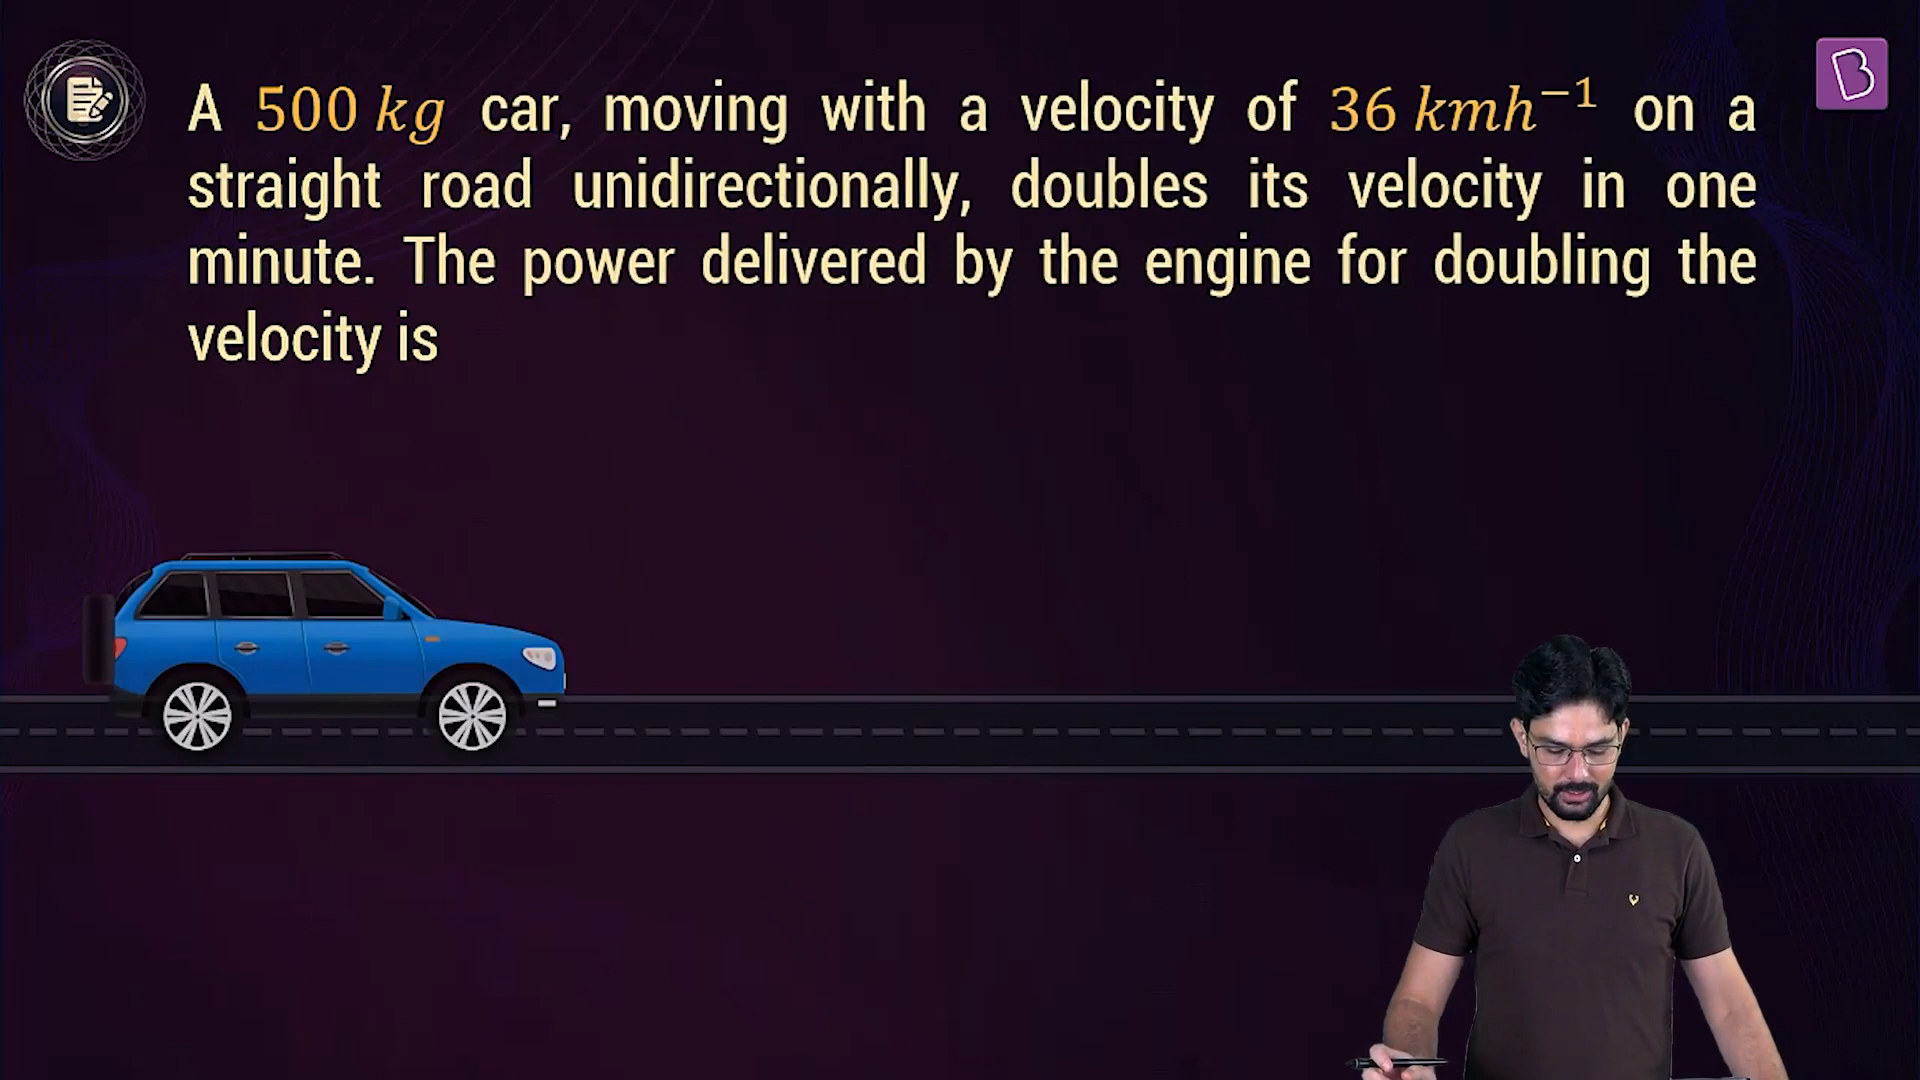 A 500 kg car, moving with a velocity of 36 kmh⁻¹ on a
straight road unidirectionally, doubles its velocity in one
minute. The power delivered by the engine for doubling the
velocity is